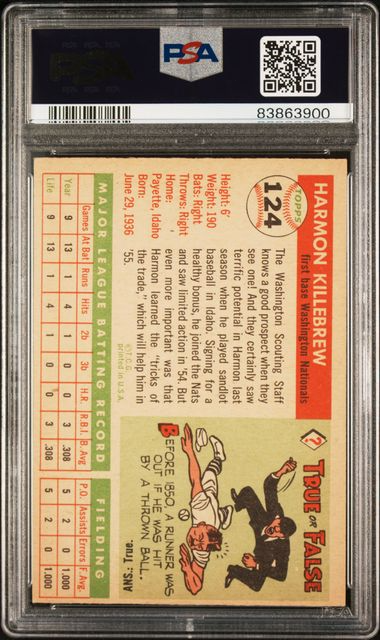 PSA
PSA
83863900
TOPPS
124
HARMON KILLEBREW
first base Washington Nationals
Height: 6'
Weight: 190
Bats: Right
Throws: Right
Home:
Payette, Idaho
Born:
June 29, 1936
The Washington Scouting Staff
knows a good prospect when they
see one! And they certainly saw
terrific potential in Harmon last
season when he played sandlot
baseball in Idaho. Signing for a
healthy bonus, he joined the Nats
and saw limited action in '54. But
even more important was that
Harmon learned the "tricks of
the trade," which will help him in
'55.
©T.C.G.
printed in U.S.A.
?
TRUE OR FALSE
BEFORE 1850, A RUNNER WAS
OUT IF HE WAS HIT
BY A THROWN BALL.
ANS: True
MAJOR LEAGUE BATTING RECORD
FIELDING
Games At Bat Runs Hits 2b 3b H.R. R.B.I. B. Avg P.O. Assists Errors F. Avg.
Year 9 13 1 4 1 0 0 3 .308 5 2 0 1.000
Life 9 13 1 4 1 0 0 3 .308 5 2 0 1.000